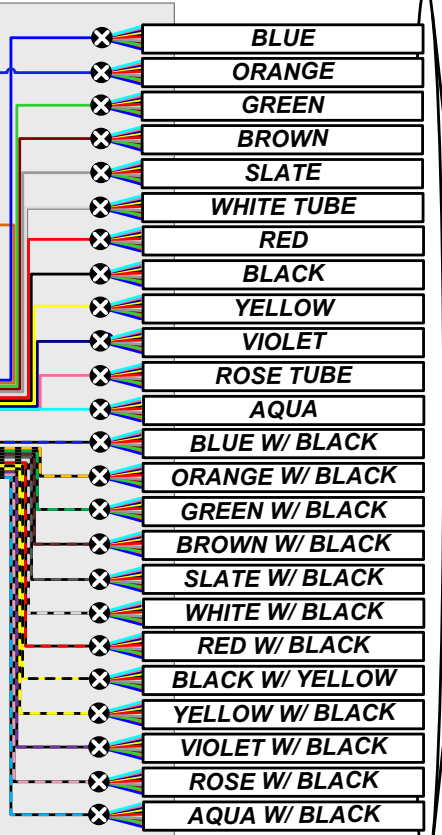 BLUE
ORANGE
GREEN
BROWN
SLATE
WHITE TUBE
RED
BLACK
YELLOW
VIOLET
ROSE TUBE
AQUA
BLUE W/ BLACK
ORANGE W/ BLACK
GREEN W/ BLACK
BROWN W/ BLACK
SLATE W/ BLACK
WHITE W/ BLACK
RED W/ BLACK
BLACK W/ YELLOW
YELLOW W/ BLACK
VIOLET W/ BLACK
ROSE W/ BLACK
AQUA W/ BLACK